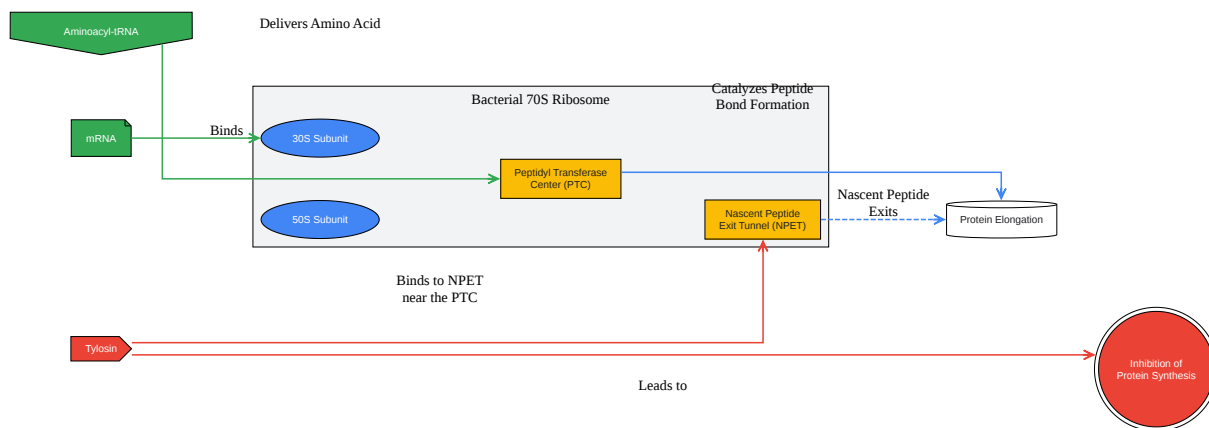 Aminoacyl-tRNA
Delivers Amino Acid
Catalyzes Peptide
Bond Formation
Bacterial 70S Ribosome
mRNA
Binds
30S Subunit
Peptidyl Transferase
Center (PTC)
50S Subunit
Nascent Peptide
Exit Tunnel (NPET)
Nascent Peptide
Exits
Protein Elongation
Binds to NPET
near the PTC
Tylosin
Inhibition of
Protein Synthesis
Leads to